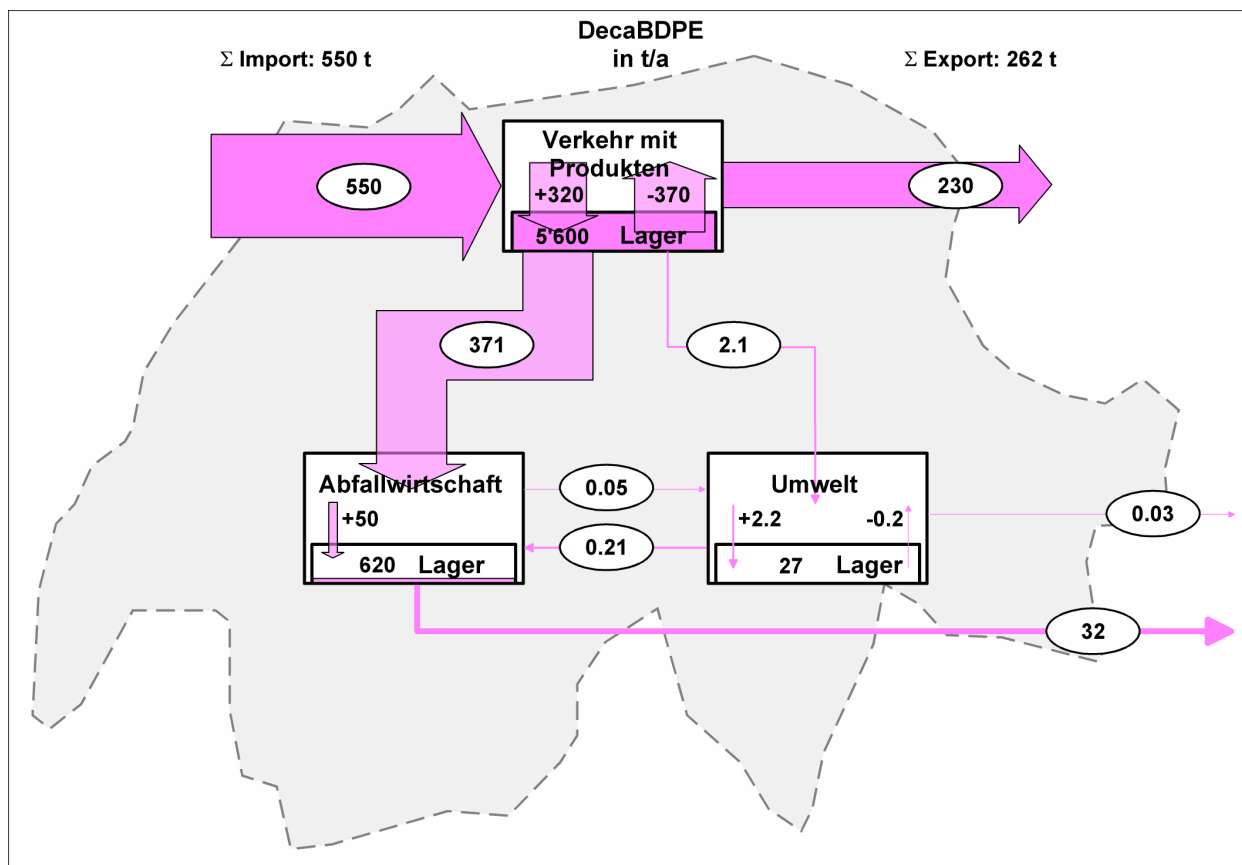 DecaBDPE
in t/a
Σ Import: 550 t
Σ Export: 262 t
Verkehr mit
Produkten
550
+320
-370
230
5'600 Lager
371
2.1
Abfallwirtschaft
0.05
Umwelt
+50
+2.2
-0.2
0.03
0.21
620 Lager
27 Lager
32